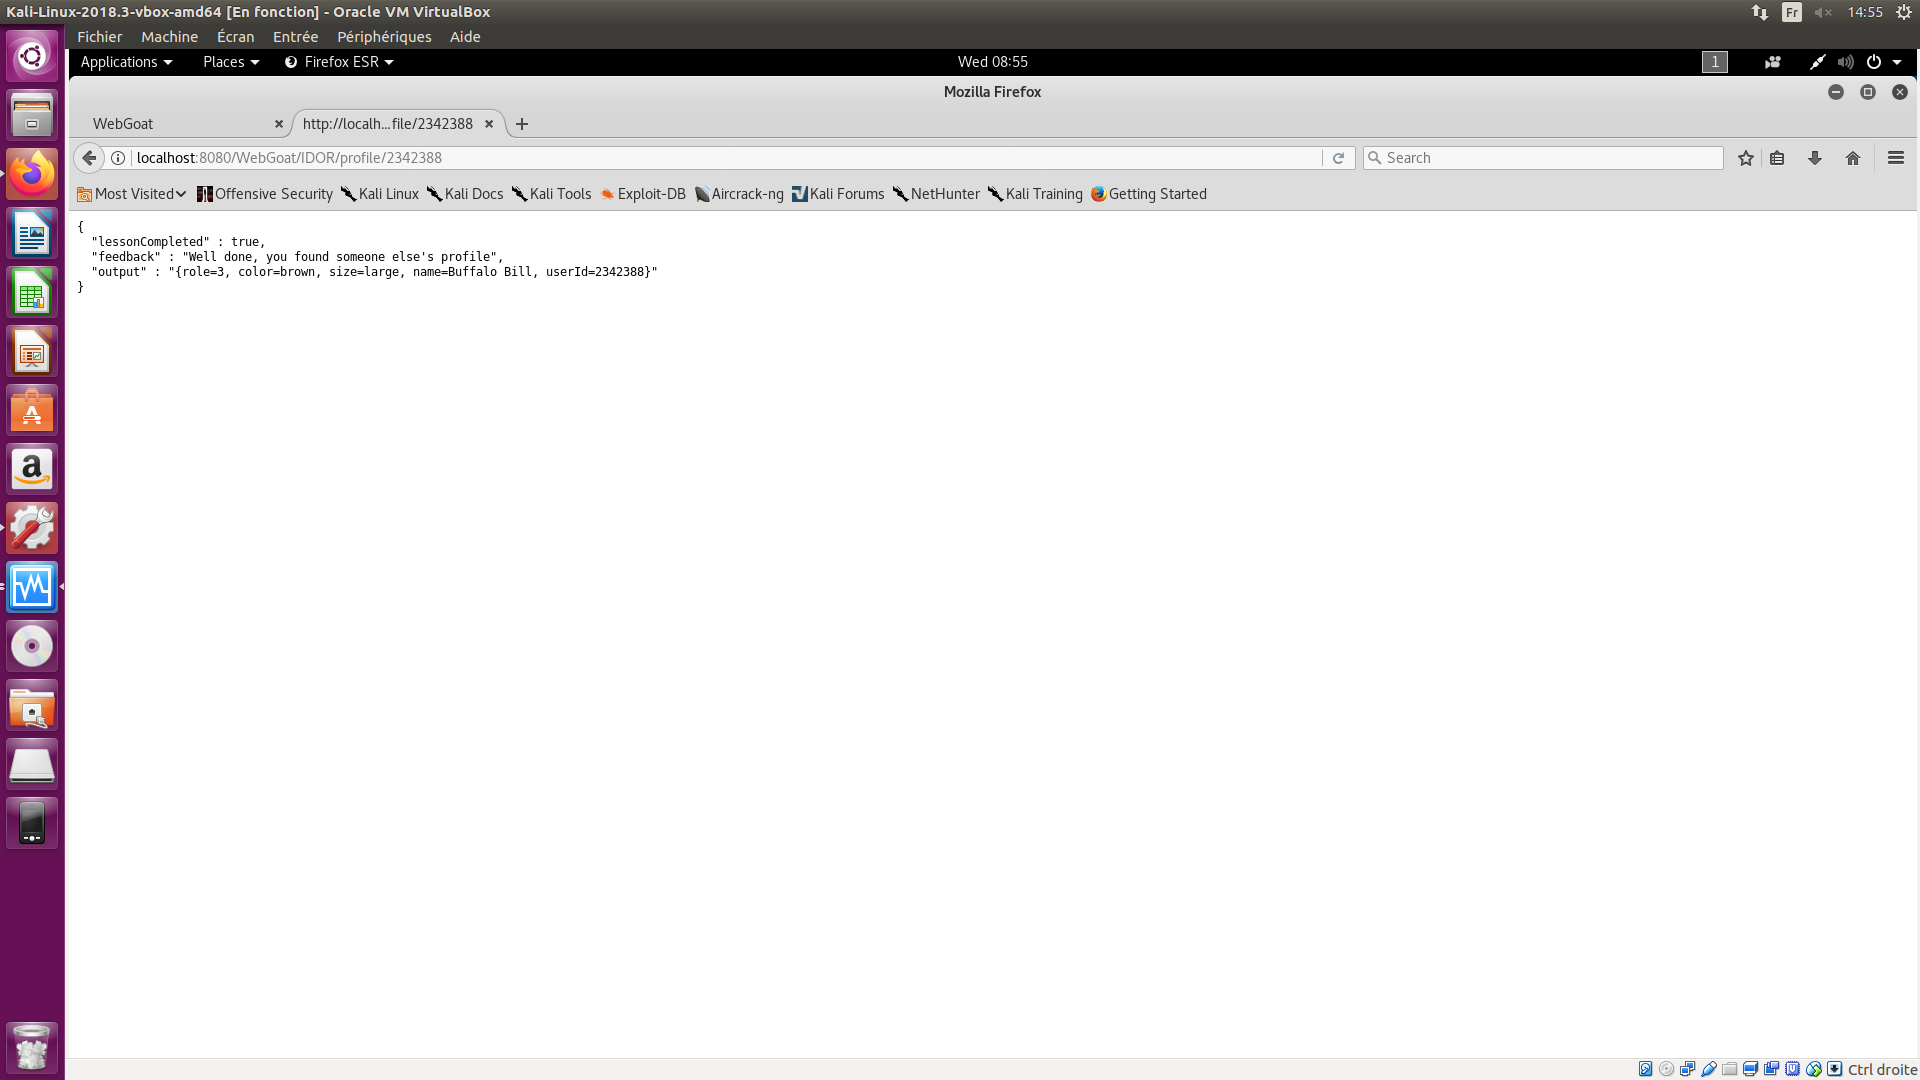 Kali-Linux-2018.3-vbox-amd64 [En fonction] - Oracle VM VirtualBox
Fr
14:55
Fichier Machine Écran Entrée Périphériques Aide
Applications Places Firefox ESR
Wed 08:55
1
Mozilla Firefox
WebGoat
http://localh...file/2342388
localhost:8080/WebGoat/IDOR/profile/2342388
Search
Most Visited Offensive Security Kali Linux Kali Docs Kali Tools Exploit-DB Aircrack-ng Kali Forums NetHunter Kali Training Getting Started
{
"lessonCompleted" : true,
"feedback" : "Well done, you found someone else's profile",
"output" : "{role=3, color=brown, size=large, name=Buffalo Bill, userId=2342388}"
}
Ctrl droite